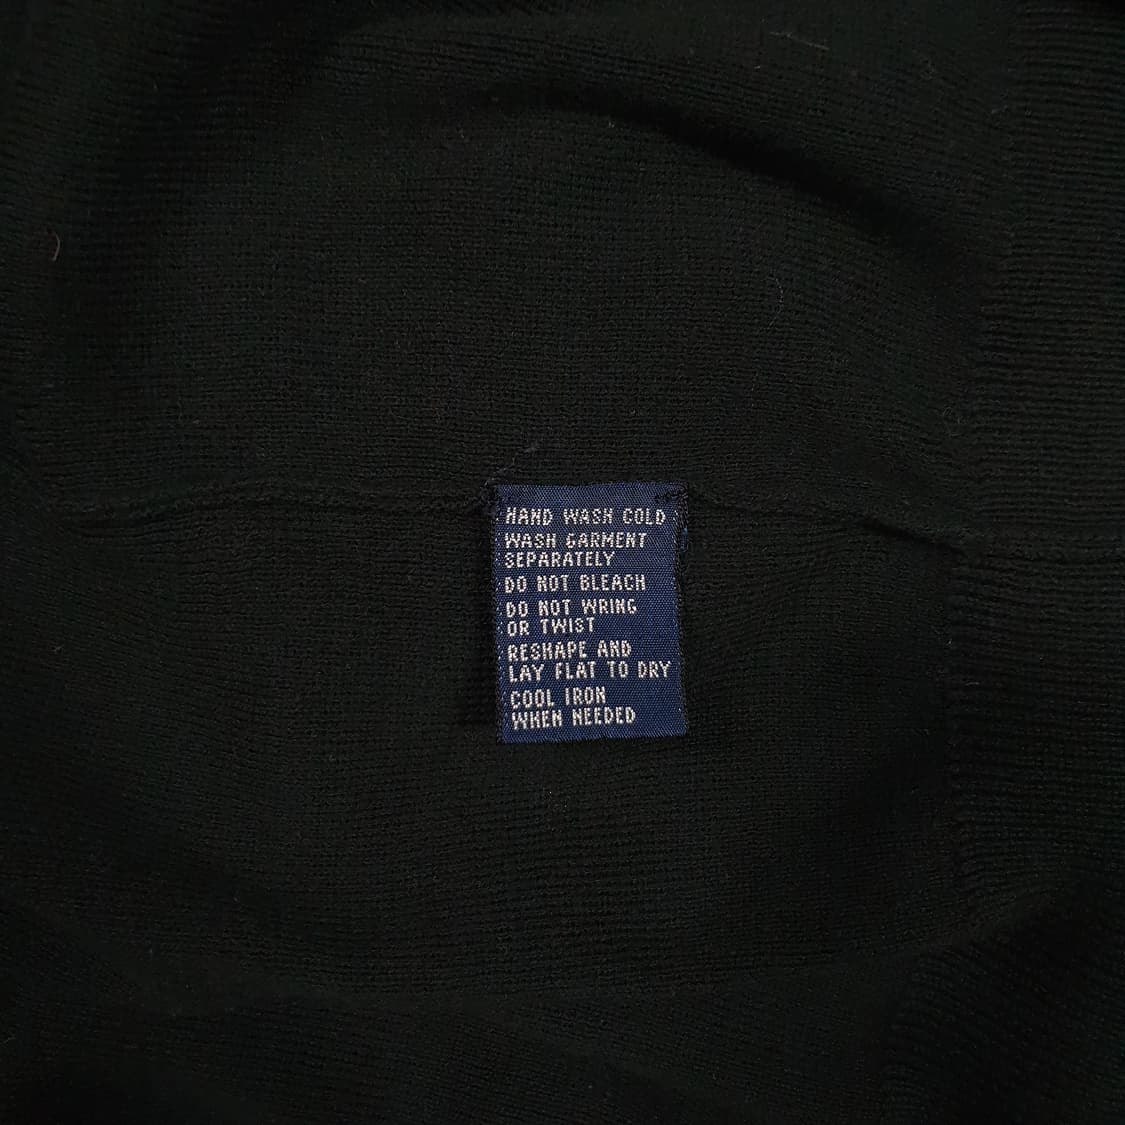 HAND WASH COLD
WASH GARMENT
SEPARATELY
DO NOT BLEACH
DO NOT WRING
OR TWIST
RESHAPE AND
LAY FLAT TO DRY
COOL IRON
WHEN NEEDED